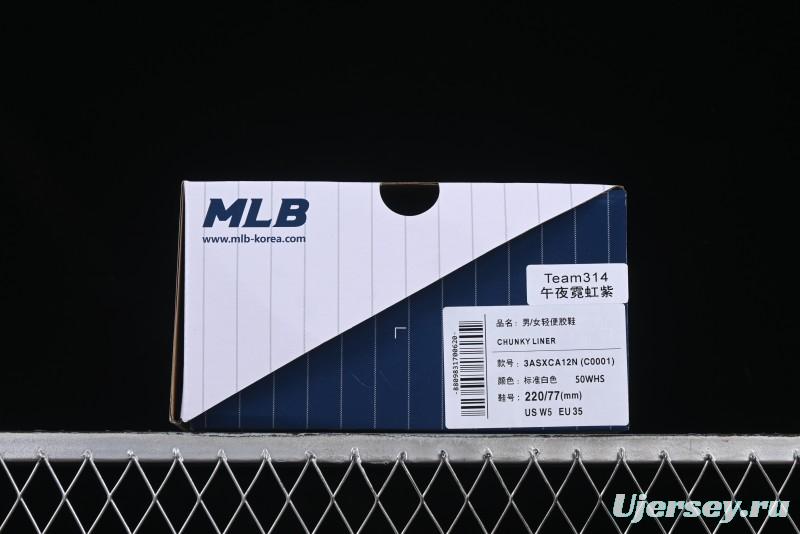 MLB
www.mlb-korea.com
Team314
午夜霓虹紫
品名：男/女轻便胶鞋
CHUNKY LINER
款号：3ASXCA12N (C0001)
颜色：标准白色 50WHS
鞋号：220/77(mm)
US W5 EU 35
-8809831700620-
Ujersey.ru